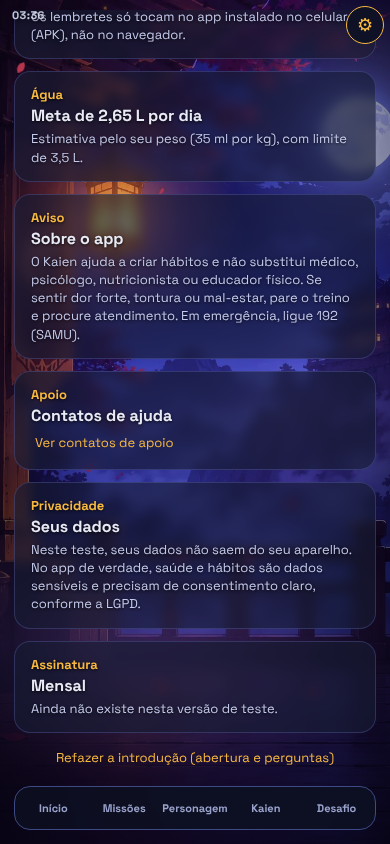 03:36
lembretes só tocam no app instalado no celular
(APK), não no navegador.
Água
Meta de 2,65 L por dia
Estimativa pelo seu peso (35 ml por kg), com limite
de 3,5 L.
Aviso
Sobre o app
O Kaien ajuda a criar hábitos e não substitui médico,
psicólogo, nutricionista ou educador físico. Se
sentir dor forte, tontura ou mal-estar, pare o treino
e procure atendimento. Em emergência, ligue 192
(SAMU).
Apoio
Contatos de ajuda
Ver contatos de apoio
Privacidade
Seus dados
Neste teste, seus dados não saem do seu aparelho.
No app de verdade, saúde e hábitos são dados
sensíveis e precisam de consentimento claro,
conforme a LGPD.
Assinatura
Mensal
Ainda não existe nesta versão de teste.
Refazer a introdução (abertura e perguntas)
Início Missões Personagem Kaien Desafio